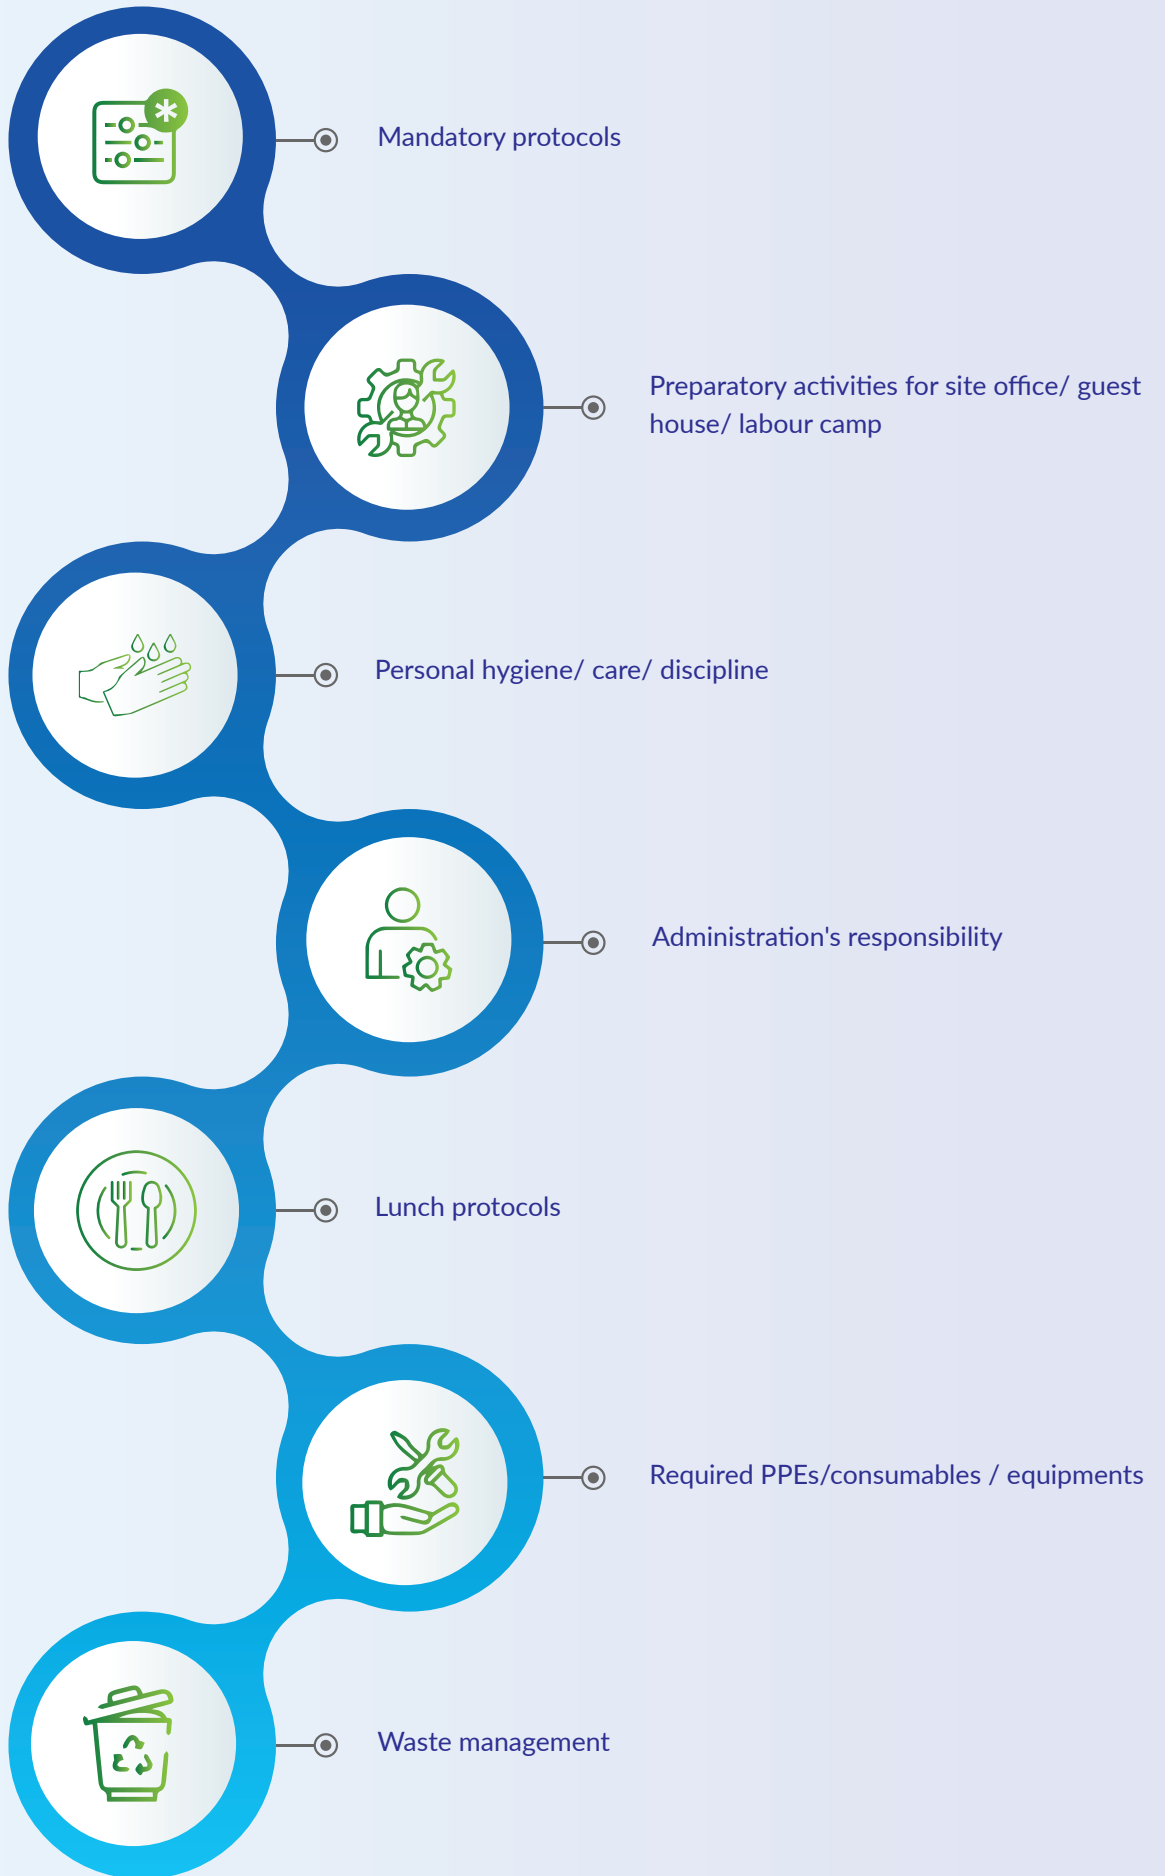 Mandatory protocols
Preparatory activities for site office/ guest
house/ labour camp
Personal hygiene/ care/ discipline
Administration's responsibility
Lunch protocols
Required PPEs/consumables / equipments
Waste management